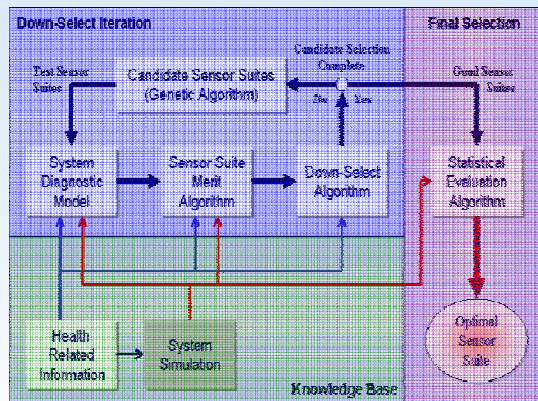 Down-Select Iteration
Final Selection
Candidate Selection
Complete
Test Sensor
Suites
Candidate Sensor Suites
(Genetic Algorithm)
No
Yes
Good Sensor
Suites
System
Diagnostic
Model
Sensor Suite
Merit
Algorithm
Down-Select
Algorithm
Statistical
Evaluation
Algorithm
Health
Related
Information
System
Simulation
Optimal
Sensor
Suite
Knowledge Base